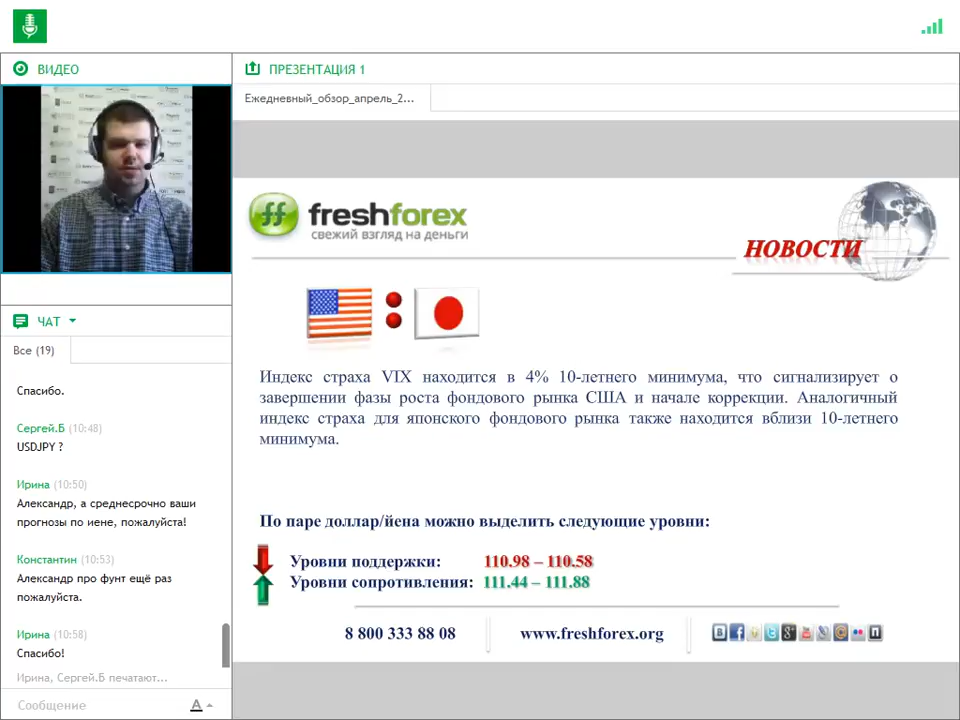 ВИДЕО
ПРЕЗЕНТАЦИЯ 1
Ежедневный_обзор_апрель_2...
freshforex
свежий взгляд на деньги
НОВОСТИ
Индекс страха VIX находится в 4% 10-летнего минимума, что сигнализирует о
завершении фазы роста фондового рынка США и начале коррекции. Аналогичный
индекс страха для японского фондового рынка также находится вблизи 10-летнего
минимума.
По паре доллар/йена можно выделить следующие уровни:
Уровни поддержки: 110.98 – 110.58
Уровни сопротивления: 111.44 – 111.88
8 800 333 88 08
www.freshforex.org
ЧАТ
Все (19)
Спасибо.
Сергей.Б (10:48)
USDJPY ?
Ирина (10:50)
Александр, а среднесрочно ваши
прогнозы по иене, пожалуйста!
Константин (10:53)
Александр про фунт ещё раз
пожалуйста.
Ирина (10:58)
Спасибо!
Ирина, Сергей.Б печатают...
Сообщение
A